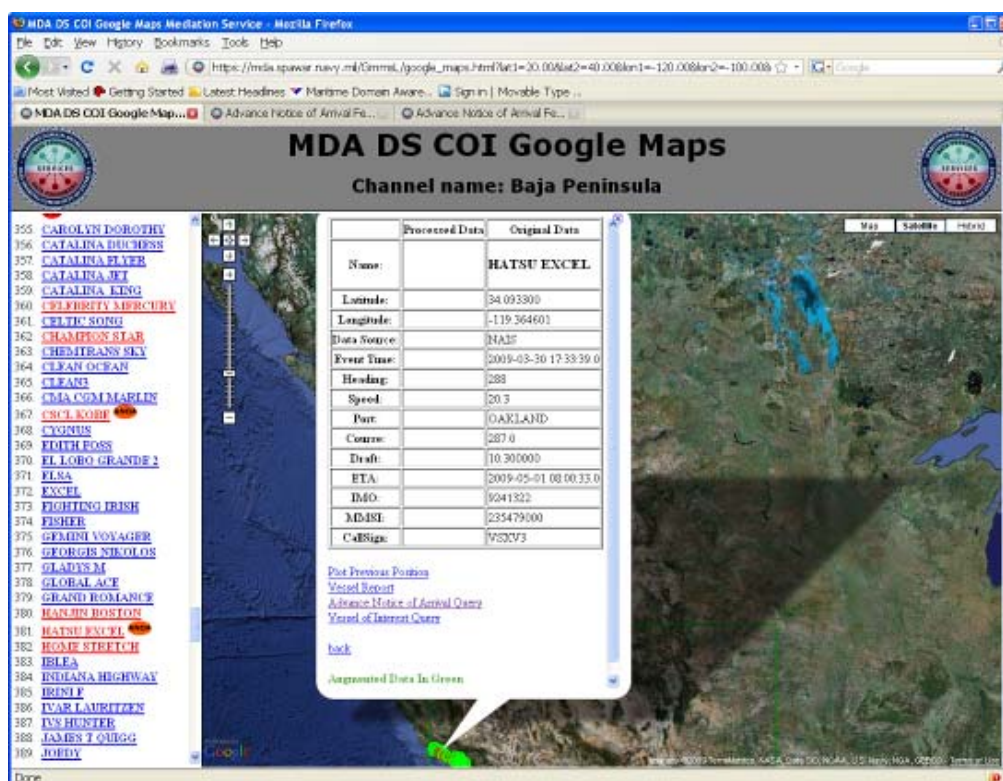 MDA DS COI Google Maps Mediation Service - Mozilla Firefox
File Edit View History Bookmarks Tools Help
Google
Most Visited Getting Started Latest Headlines Maritime Domain Aware... Sign in | Movable Type ...
MDA DS COI Google Map... Advance Notice of Arrival Fe... Advance Notice of Arrival Fe...
MDA DS COI Google Maps
Channel name: Baja Peninsula
355. CAROLYN DOROTHY
356. CATALINA DUCHESS
357. CATALINA FLYER
358. CATALINA JET
359. CATALINA KING
360. CELEBRITY MERCURY
361. CELTIC SONG
362. CHAMPION STAR
363. CHEMTRANS SKY
364. CLEAN OCEAN
365. CLEAN3
366. CMA CGM MARLIN
367. CSCL KOBE
368. CYGNUS
369. EDITH FOSS
370. EL LOBO GRANDE 2
371. ELSA
372. EXCEL
373. FIGHTING IRISH
374. FISHER
375. GEMINI VOYAGER
376. GEORGIS NIKOLOS
377. GLADYS M
378. GLOBAL ACE
379. GRAND ROMANCE
380. HANJIN BOSTON
381. HATSU EXCEL
382. HOME STRETCH
383. IBLEA
384. INDIANA HIGHWAY
385. IRINI F
386. IVAR LAURITZEN
387. IVS HUNTER
388. JAMES T QUIGG
389. JOEDY
Processed Data Original Data
Name: HATSU EXCEL
Latitude: 34.093300
Longitude: -119.364601
Data Source: NAIS
Event Time: 2009-03-30 17:33:39.0
Heading: 288
Speed: 20.3
Port: OAKLAND
Course: 287.0
Draft: 10.300000
ETA: 2009-05-01 08:00:33.0
IMO: 9241322
MMSI: 235479000
CallSign: VSXV3
Plot Previous Position
Vessel Report
Advance Notice of Arrival Query
Vessel of Interest Query
back
Augmented Data In Green
Map Satellite Hybrid
Google
Done